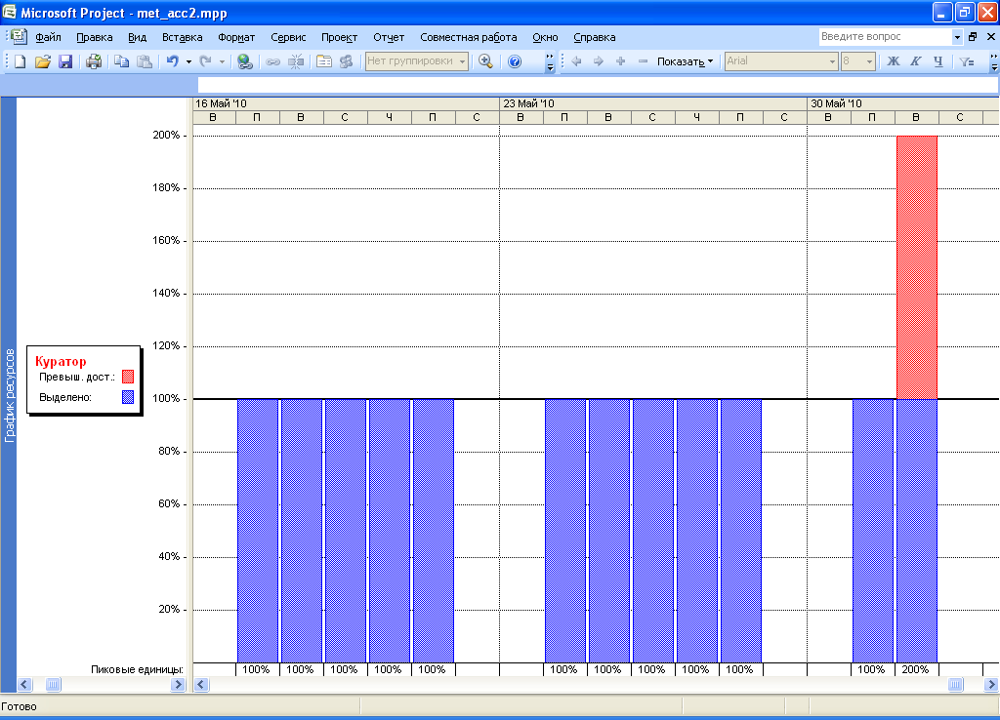 Microsoft Project - met_acc2.mpp
Файл Правка Вид Вставка Формат Сервис Проект Отчет Совместная работа Окно Справка Введите вопрос
Нет группировки Показать Arial 8 Ж К Ч
16 Май '10 23 Май '10 30 Май '10
В П В С Ч П С В П В С Ч П С В П В С
200%
180%
160%
140%
120%
100%
80%
60%
40%
20%
График ресурсов
Куратор
Превыш. дост.:
Выделено:
Пиковые единицы: 100% 100% 100% 100% 100% 100% 100% 100% 100% 100% 100% 200%
Готово